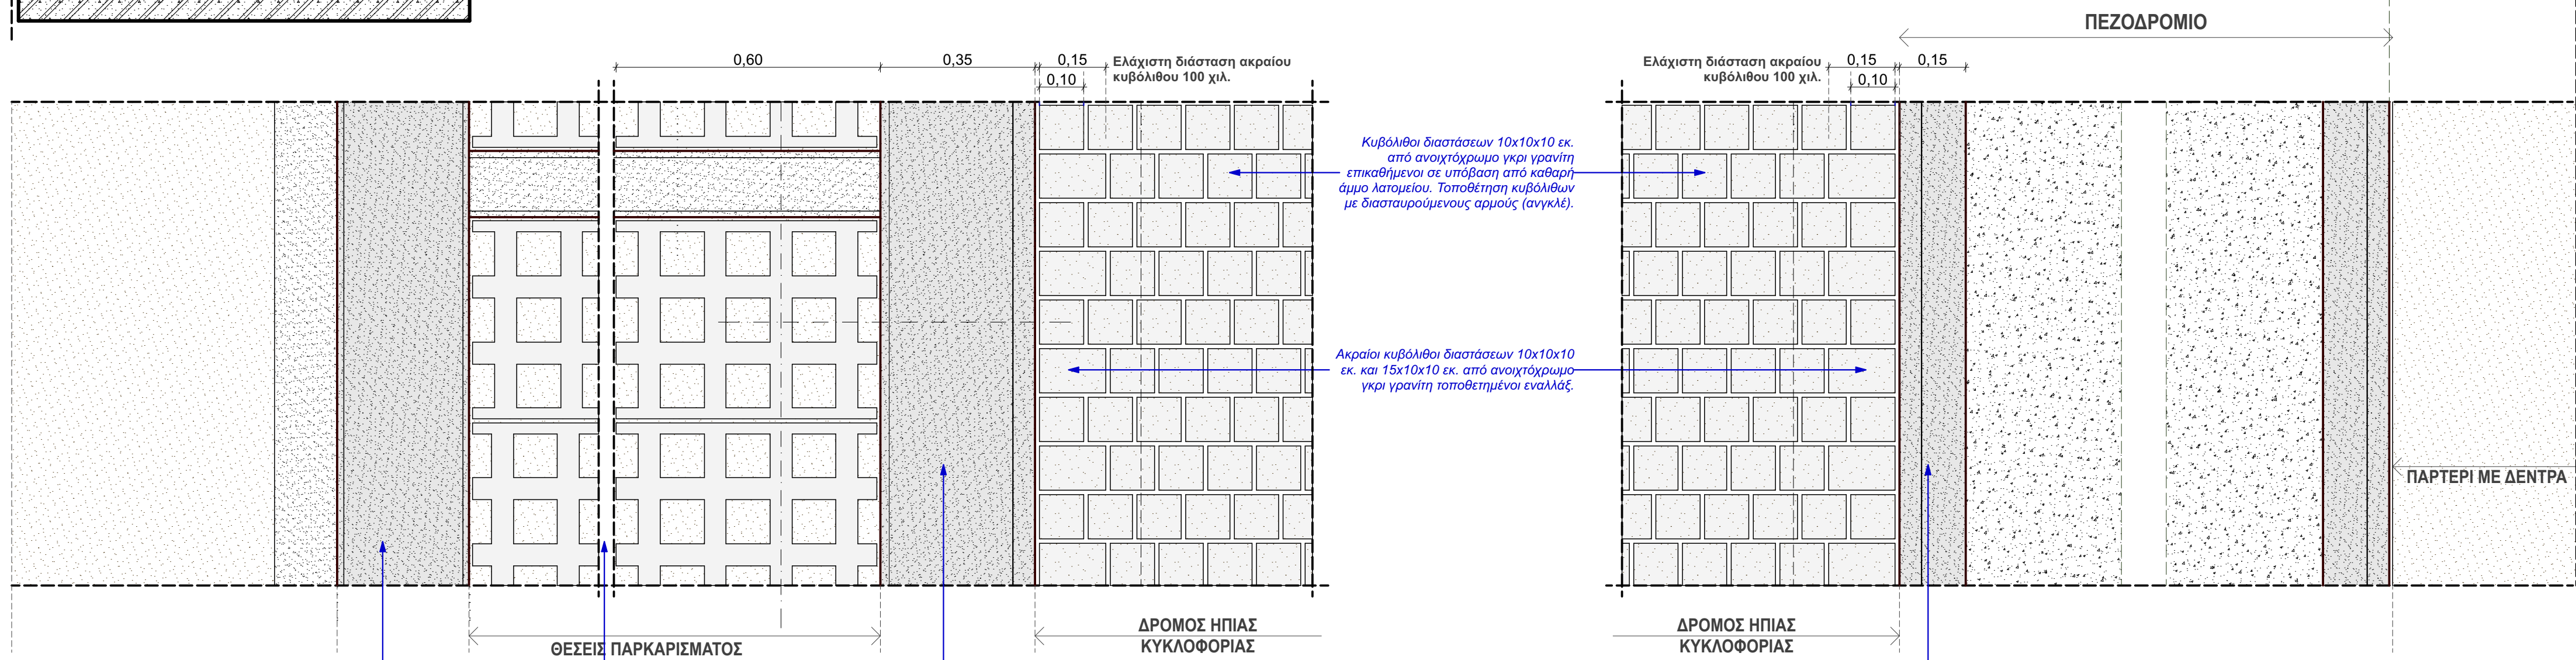 ΠΕΖΟΔΡΟΜΙΟ
0,60
0,35
0,15
0,10
Ελάχιστη διάσταση ακραίου
κυβόλιθου 100 χιλ.
Ελάχιστη διάσταση ακραίου
κυβόλιθου 100 χιλ.
0,15
0,15
0,10
Κυβόλιθοι διαστάσεων 10x10x10 εκ.
από ανοιχτόχρωμο γκρι γρανίτη
επικαθήμενοι σε υπόβαση από καθαρή
άμμο λατομείου. Τοποθέτηση κυβόλιθων
με διασταυρούμενους αρμούς (ανγκλέ).
Ακραίοι κυβόλιθοι διαστάσεων 10x10x10
εκ. και 15x10x10 εκ. από ανοιχτόχρωμο
γκρι γρανίτη τοποθετημένοι εναλλάξ.
ΠΑΡΤΕΡΙ ΜΕ ΔΕΝΤΡΑ
ΘΕΣΕΙΣ ΠΑΡΚΑΡΙΣΜΑΤΟΣ
ΔΡΟΜΟΣ ΗΠΙΑΣ
ΚΥΚΛΟΦΟΡΙΑΣ
ΔΡΟΜΟΣ ΗΠΙΑΣ
ΚΥΚΛΟΦΟΡΙΑΣ